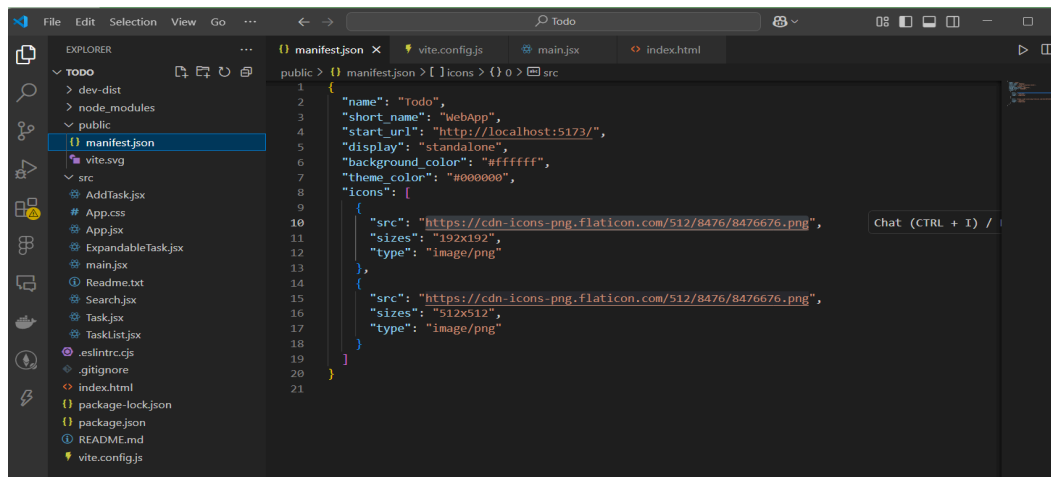 File Edit Selection View Go ···
Todo
EXPLORER ···
TODO
dev-dist
node_modules
public
{} manifest.json
vite.svg
src
AddTask.jsx
# App.css
App.jsx
ExpandableTask.jsx
main.jsx
Readme.txt
Search.jsx
Task.jsx
TaskList.jsx
.eslintrc.cjs
.gitignore
<> index.html
{} package-lock.json
{} package.json
README.md
vite.config.js
{} manifest.json × vite.config.js main.jsx <> index.html
public > {} manifest.json > [ ] icons > {} 0 > src
1 {
2 "name": "Todo",
3 "short_name": "WebApp",
4 "start_url": "http://localhost:5173/",
5 "display": "standalone",
6 "background_color": "#ffffff",
7 "theme_color": "#000000",
8 "icons": [
9 {
10 "src": "https://cdn-icons-png.flaticon.com/512/8476/8476676.png", Chat (CTRL + I) /
11 "sizes": "192x192",
12 "type": "image/png"
13 },
14 {
15 "src": "https://cdn-icons-png.flaticon.com/512/8476/8476676.png",
16 "sizes": "512x512",
17 "type": "image/png"
18 }
19 ]
20 }
21